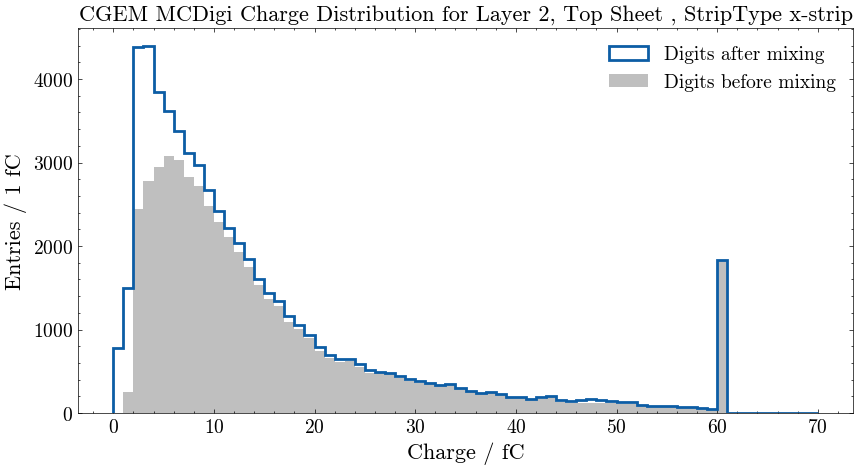 CGEM MCDigi Charge Distribution for Layer 2, Top Sheet , StripType x-strip
Digits after mixing
Digits before mixing
Entries / 1 fC
4000
3000
2000
1000
0
0 10 20 30 40 50 60 70
Charge / fC